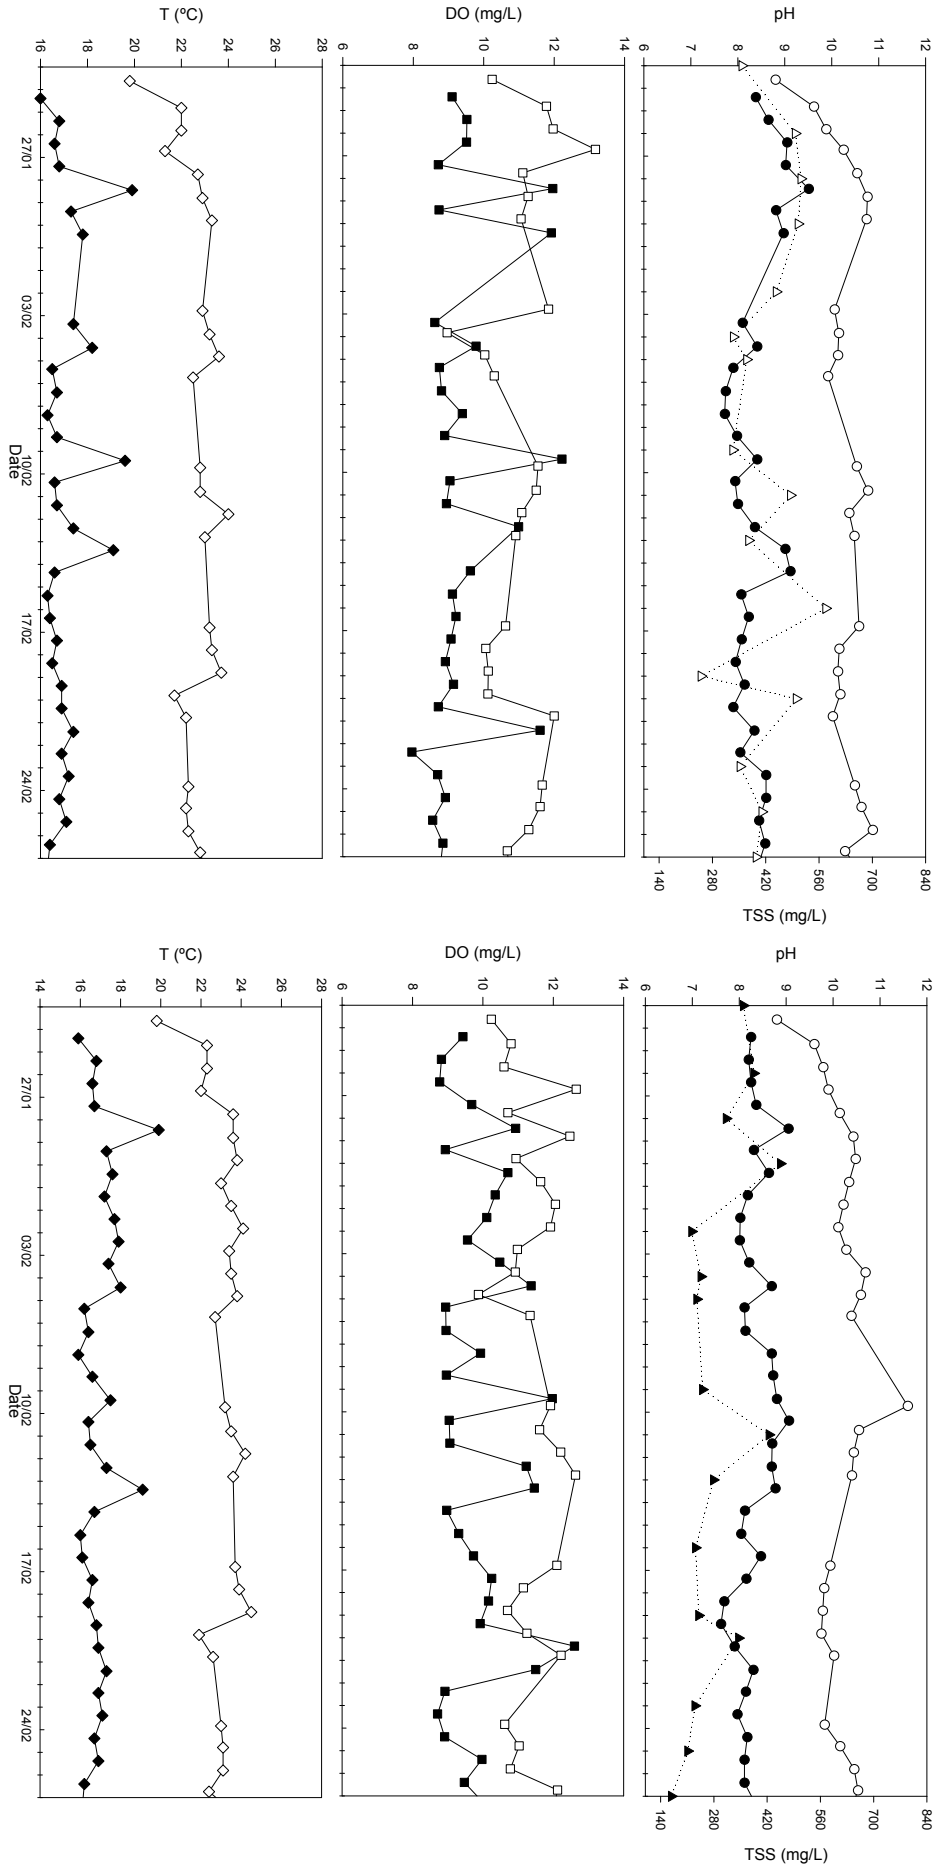 pH
6 7 8 9 10 11 12
140 280 420 560 700 840
TSS (mg/L)
DO (mg/L)
6 8 10 12 14
T (ºC)
16 18 20 22 24 26 28
27/01 03/02 10/02 17/02 24/02
Date
pH
6 7 8 9 10 11 12
140 280 420 560 700 840
TSS (mg/L)
DO (mg/L)
6 8 10 12 14
T (ºC)
14 16 18 20 22 24 26 28
27/01 03/02 10/02 17/02 24/02
Date